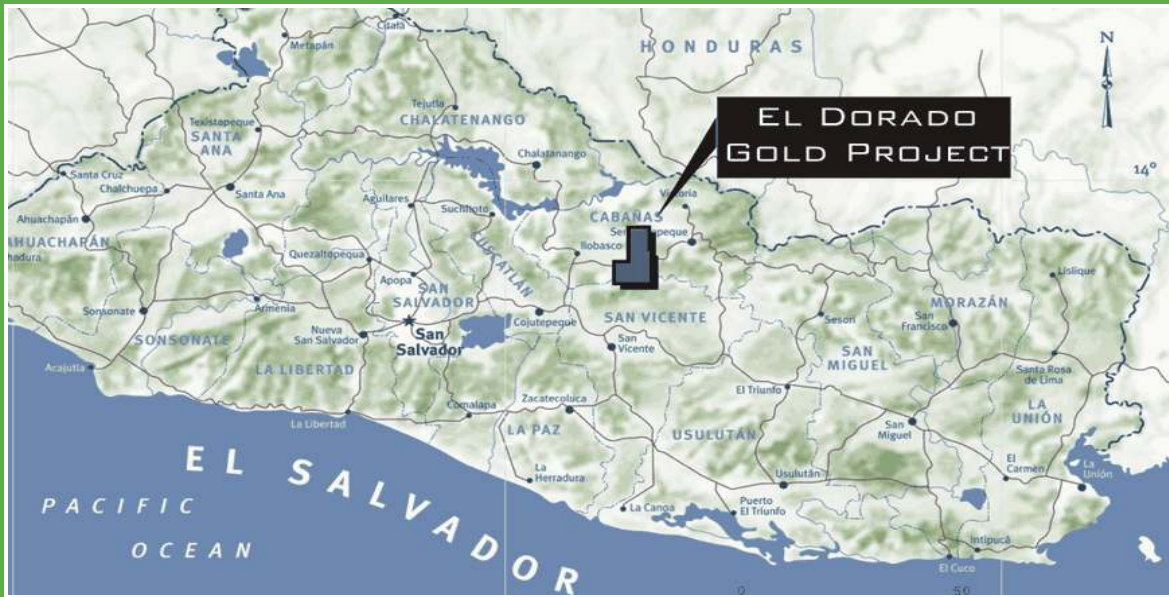 Citalá
Metapán
HONDURAS
N
EL DORADO
GOLD PROJECT
14°
Tejutla
CHALATENANGO
Texistapeque
SANTA
ANA
Chalatanango
Santa Cruz
Chalchuepa
Santa Ana
Aguilares
Suchitoto
Victoria
CABAÑAS
Ilobasco
Ahuachapán
AHUACHAPÁN
Quezaltopequa
CUSCATLÁN
Apopa
SAN
SALVADOR
Lislique
Sonsonate
Armenia
SONSONATE
Nueva
San Salvador
San
Salvador
Cojutepeque
SAN VICENTE
San
Vicente
Sesori
MORAZÁN
San
Francisco
SAN
MIGUEL
Acajutla
LA LIBERTAD
Santa Rosa
de Lima
El Triunfo
LA
UNIÓN
La Libertad
Comalapa
Zacatecoluca
LA PAZ
USULUTÁN
San
Miguel
La
Herradura
Usulután
El
Carmen
La
Unión
EL SALVADOR
PACIFIC
OCEAN
La Canoa
Puerto
El Triunfo
Intipucá
El Cuco
0 50